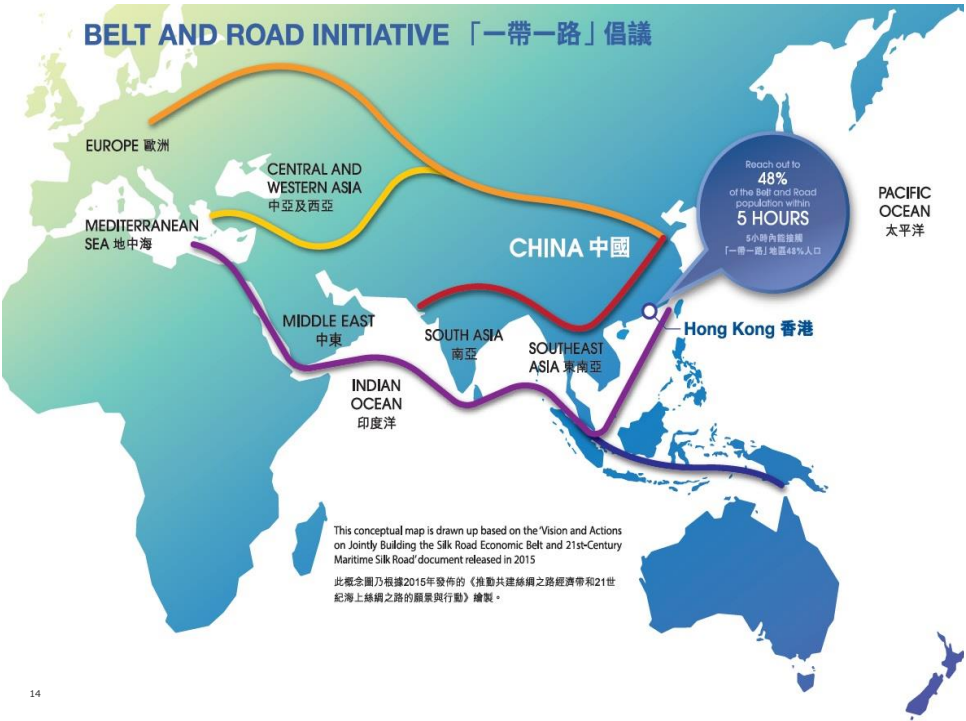 BELT AND ROAD INITIATIVE 「一帶一路」倡議
EUROPE 歐洲
CENTRAL AND
WESTERN ASIA
中亞及西亞
MEDITERRANEAN
SEA 地中海
CHINA 中國
Reach out to
48%
of the Belt and Road
population within
5 HOURS
5小時內能接觸
「一帶一路」地區48%人口
PACIFIC
OCEAN
太平洋
MIDDLE EAST
中東
SOUTH ASIA
南亞
SOUTHEAST
ASIA 東南亞
Hong Kong 香港
INDIAN
OCEAN
印度洋
This conceptual map is drawn up based on the 'Vision and Actions
on Jointly Building the Silk Road Economic Belt and 21st-Century
Maritime Silk Road' document released in 2015
此概念圖乃根據2015年發佈的《推動共建絲綢之路經濟帶和21世
紀海上絲綢之路的願景與行動》繪製。
14